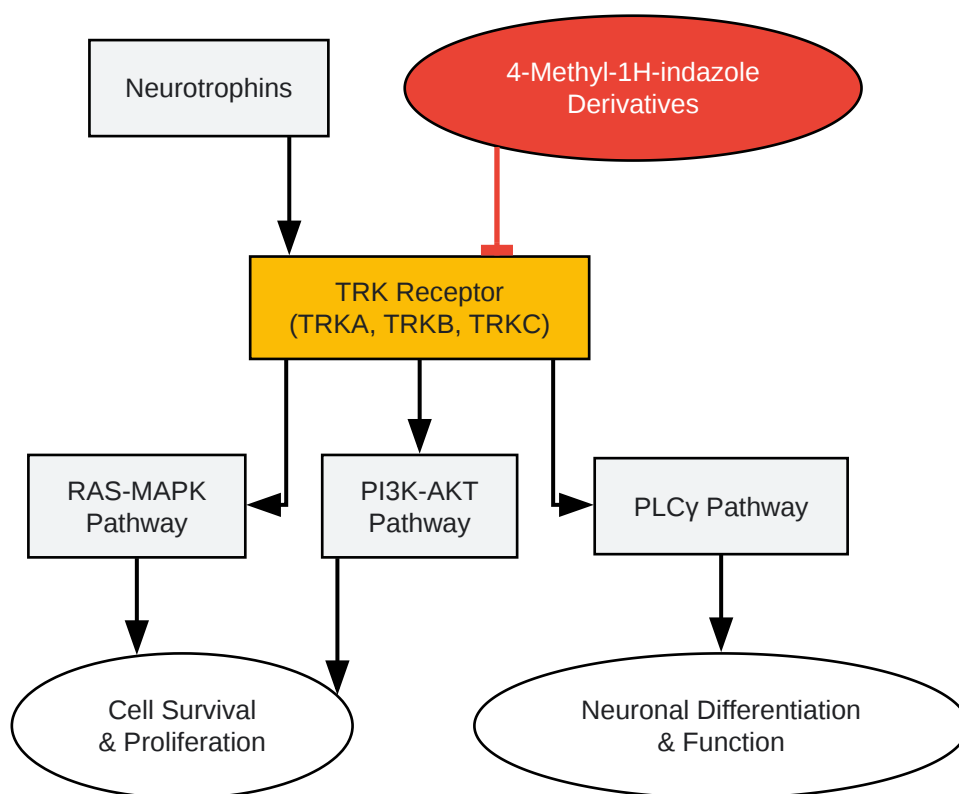 Neurotrophins
4-Methyl-1H-indazole
Derivatives
TRK Receptor
(TRKA, TRKB, TRKC)
RAS-MAPK
Pathway
PI3K-AKT
Pathway
PLCγ Pathway
Cell Survival
& Proliferation
Neuronal Differentiation
& Function